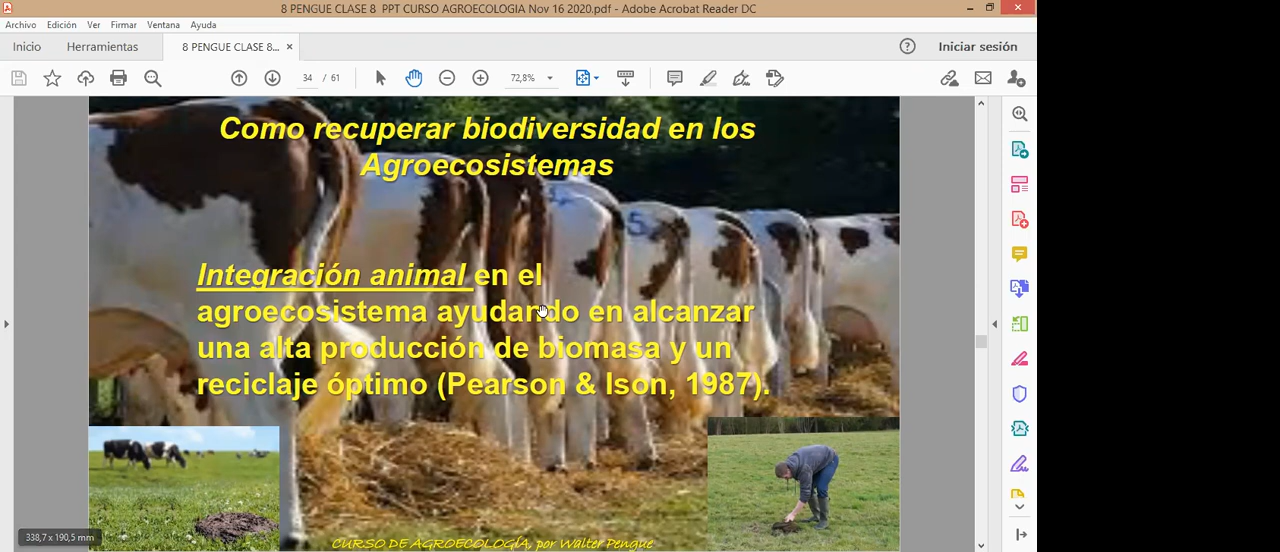 8 PENGUE CLASE 8 PPT CURSO AGROECOLOGIA Nov 16 2020.pdf - Adobe Acrobat Reader DC
Archivo Edición Ver Firmar Ventana Ayuda
Inicio Herramientas 8 PENGUE CLASE 8... × Iniciar sesión
34 / 61 72,8%
Como recuperar biodiversidad en los
Agroecosistemas
Integración animal en el
agroecosistema ayudando en alcanzar
una alta producción de biomasa y un
reciclaje óptimo (Pearson & Ison, 1987).
338,7 x 190,5 mm
CURSO DE AGROECOLOGÍA, por Walter Pengue